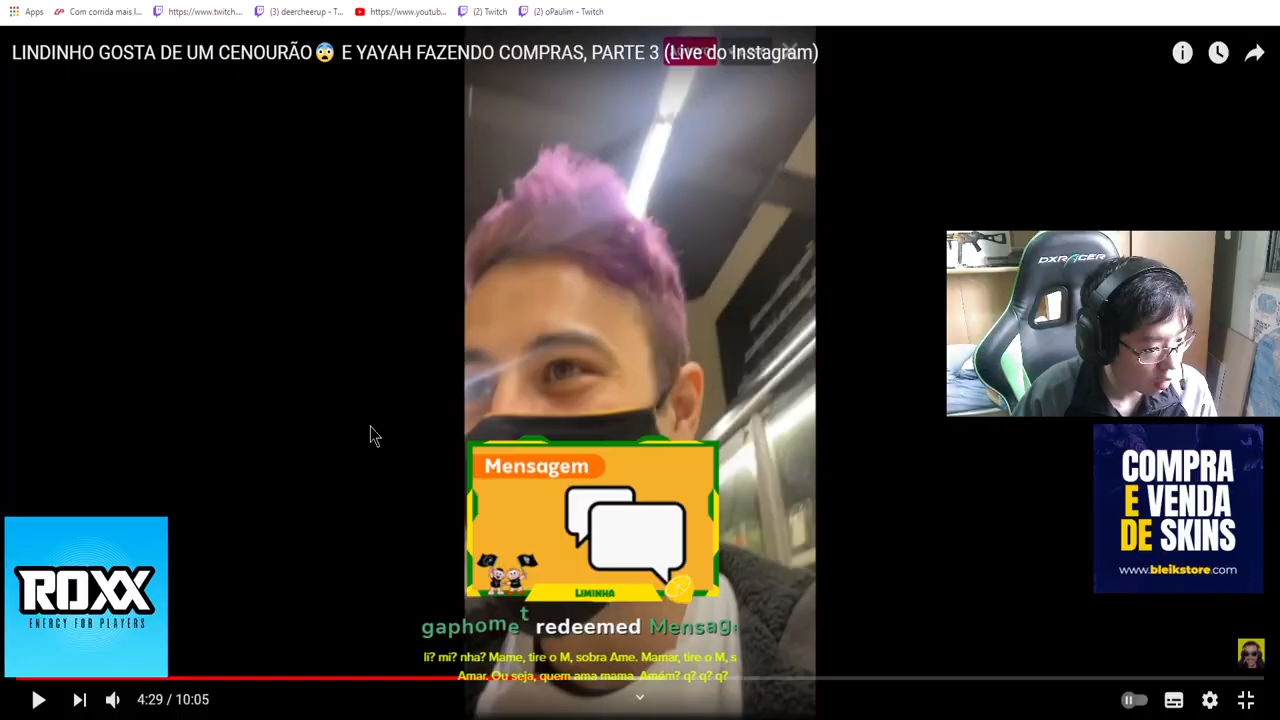 Apps
Com corrida mais l...
https://www.twitch...
(3) deercheerup - T...
https://www.youtub...
(2) Twitch
(2) oPaulim - Twitch
LINDINHO GOSTA DE UM CENOURÃO😨 E YAYAH FAZENDO COMPRAS, PARTE 3 (Live do Instagram)
DXRACER
Mensagem
LIMINHA
COMPRA
E VENDA
DE SKINS
www.bleikstore.com
ROXX
ENERGY FOR PLAYERS
gaphomet redeemed Mensag
li? mi? nha? Mame, tire o M, sobra Ame. Mamar, tire o M, s
Amar. Ou seja, quem ama mama. Amém? q? q? q?
4:29 / 10:05